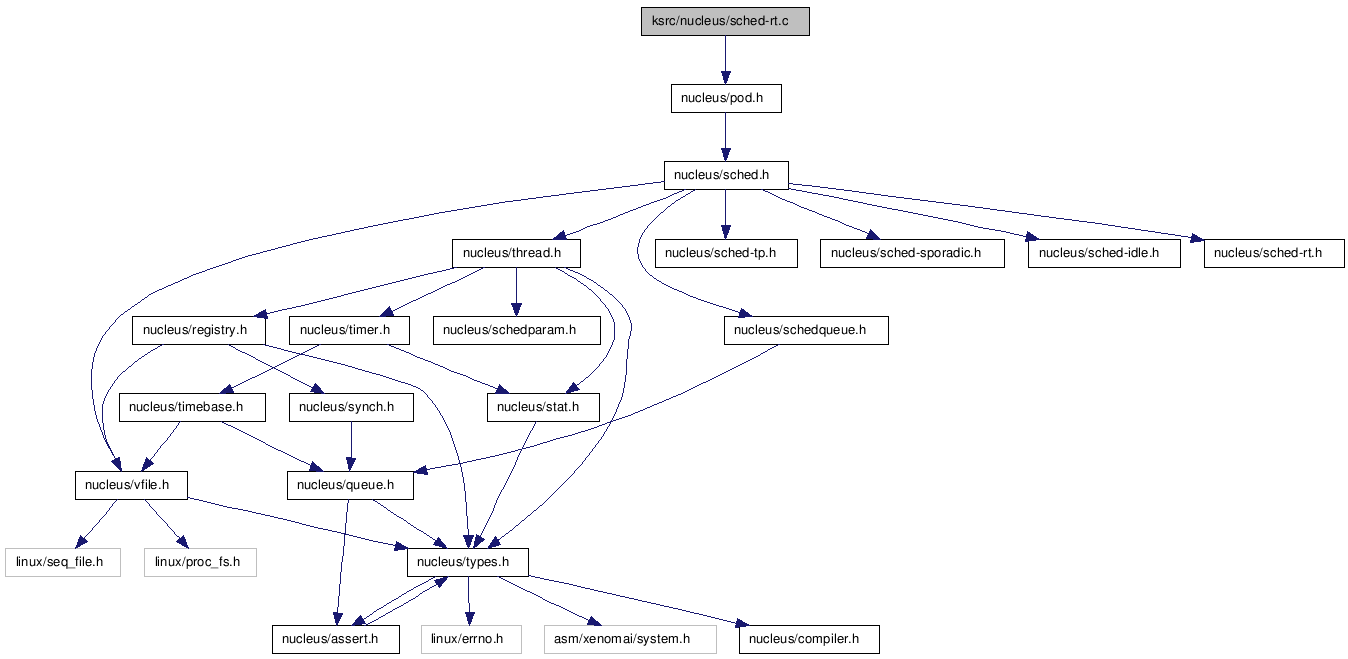 ksrc/nucleus/sched-rt.c
nucleus/pod.h
nucleus/sched.h
nucleus/thread.h
nucleus/sched-tp.h
nucleus/sched-sporadic.h
nucleus/sched-idle.h
nucleus/sched-rt.h
nucleus/registry.h
nucleus/timer.h
nucleus/schedparam.h
nucleus/schedqueue.h
nucleus/timebase.h
nucleus/synch.h
nucleus/stat.h
nucleus/vfile.h
nucleus/queue.h
linux/seq_file.h
linux/proc_fs.h
nucleus/types.h
nucleus/assert.h
linux/errno.h
asm/xenomai/system.h
nucleus/compiler.h